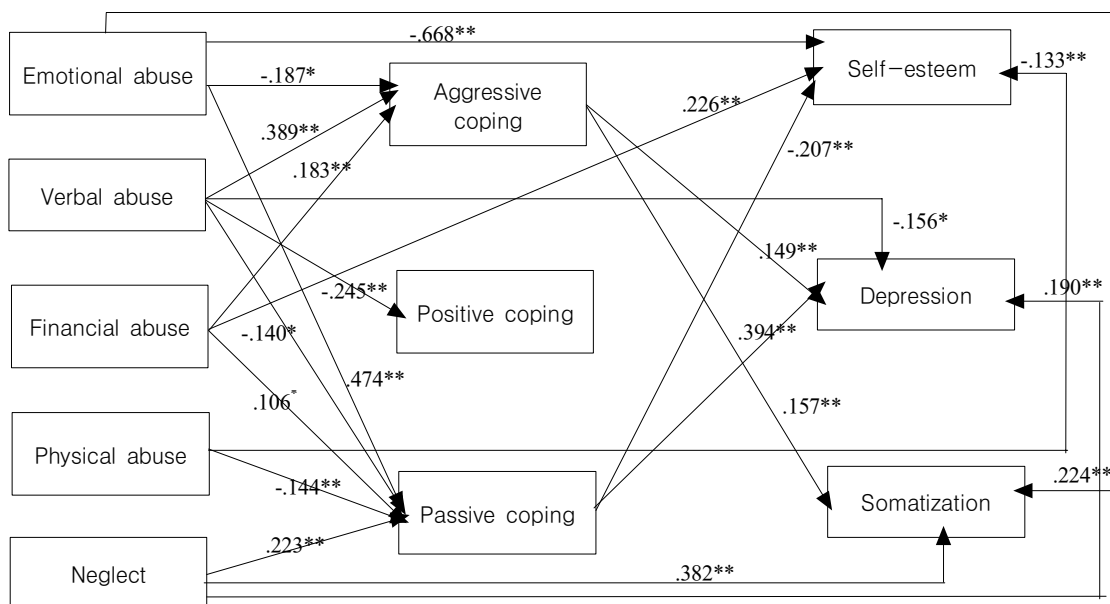 -.668**
Emotional abuse
-.187*
Self-esteem
-.133**
Aggressive
coping
.226**
.389**
-.207**
.183**
Verbal abuse
-.156*
.149**
-.245**
Financial abuse
Positive coping
Depression
.190**
-.140*
.394**
.474**
.106*
.157**
Physical abuse
-.144**
Passive coping
Somatization
.224**
.223**
Neglect
.382**